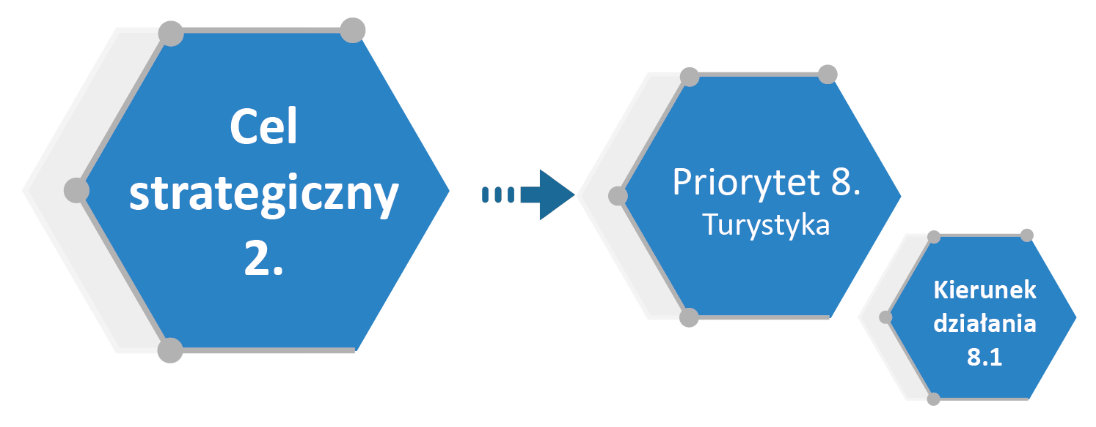 Cel
strategiczny
2.
Priorytet 8.
Turystyka
Kierunek
działania
8.1